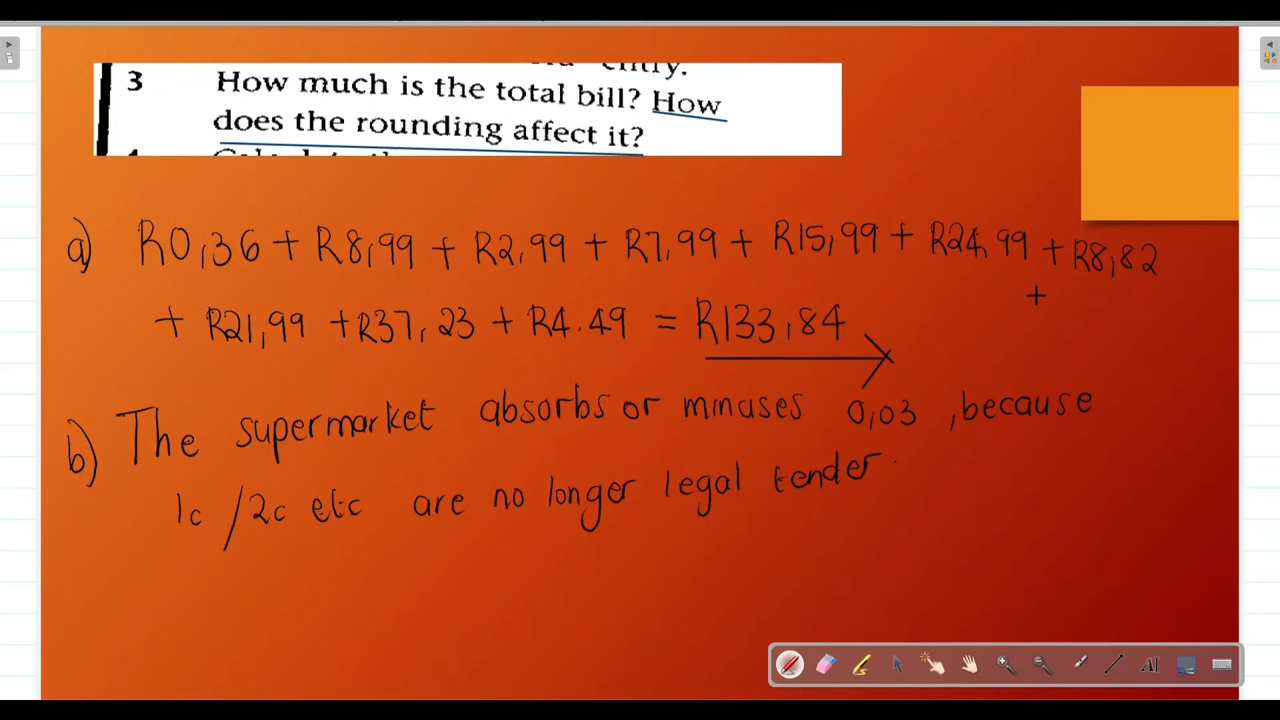 entry.
3 How much is the total bill? How
does the rounding affect it?
a) R0,36 + R8,99 + R2,99 + R7,99 + R15,99 + R24,99 + R8,82
+
+ R21,99 + R37,23 + R4.49 = R133,84
b) The supermarket absorbs or minuses 0,03 , because
1c /2c etc are no longer legal tender.
AI